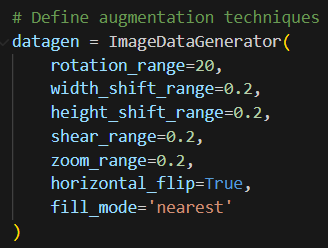 # Define augmentation techniques
datagen = ImageDataGenerator(
    rotation_range=20,
    width_shift_range=0.2,
    height_shift_range=0.2,
    shear_range=0.2,
    zoom_range=0.2,
    horizontal_flip=True,
    fill_mode='nearest'
)